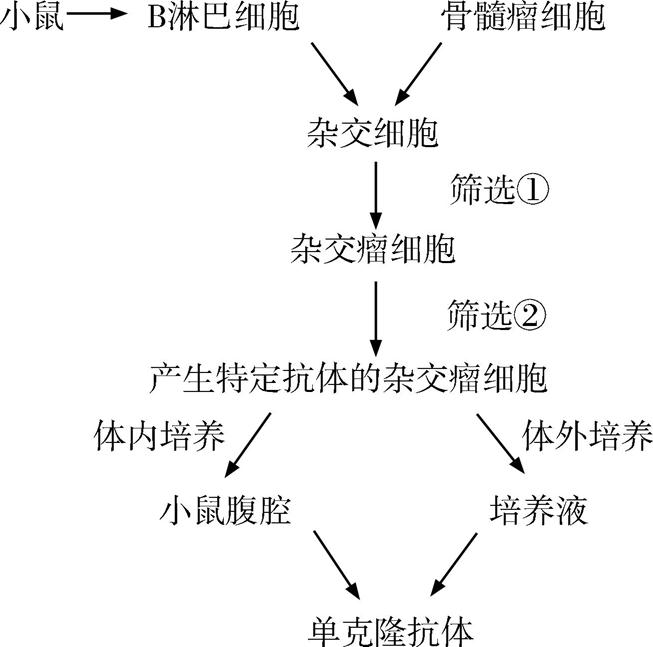 小鼠 B淋巴细胞 骨髓瘤细胞
杂交细胞
筛选①
杂交瘤细胞
筛选②
产生特定抗体的杂交瘤细胞
体内培养 体外培养
小鼠腹腔 培养液
单克隆抗体